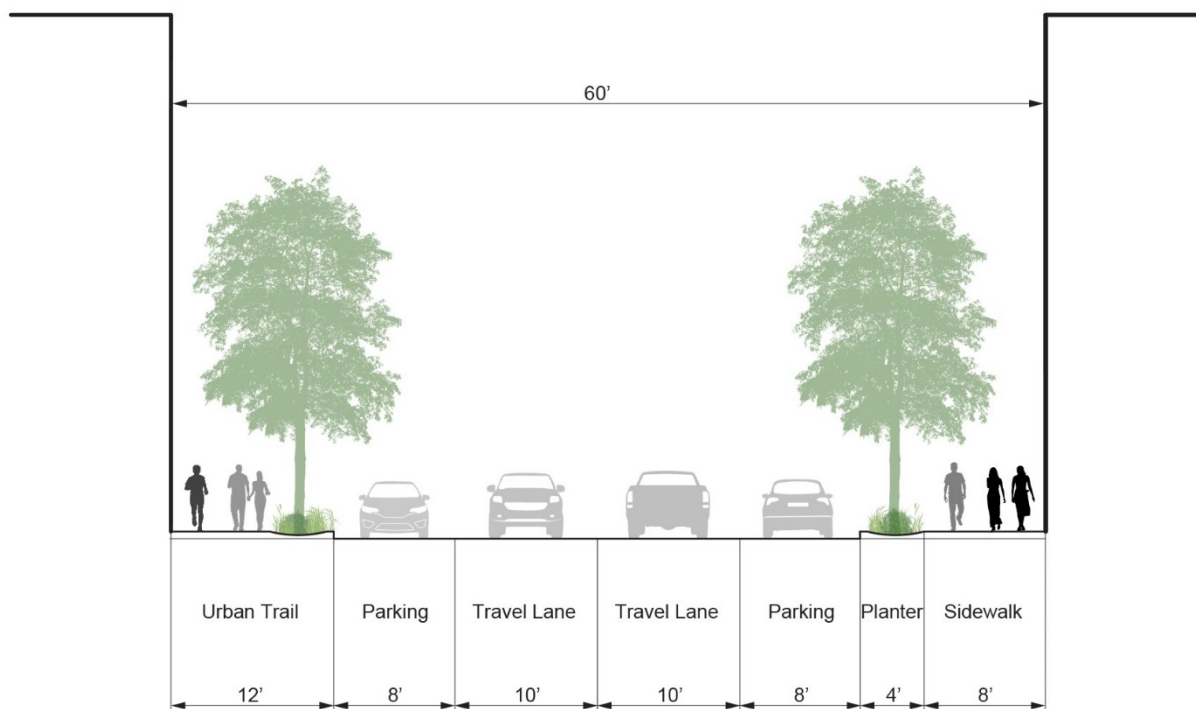 60'
Urban Trail
Parking
Travel Lane
Travel Lane
Parking
Planter
Sidewalk
12'
8'
10'
10'
8'
4'
8'